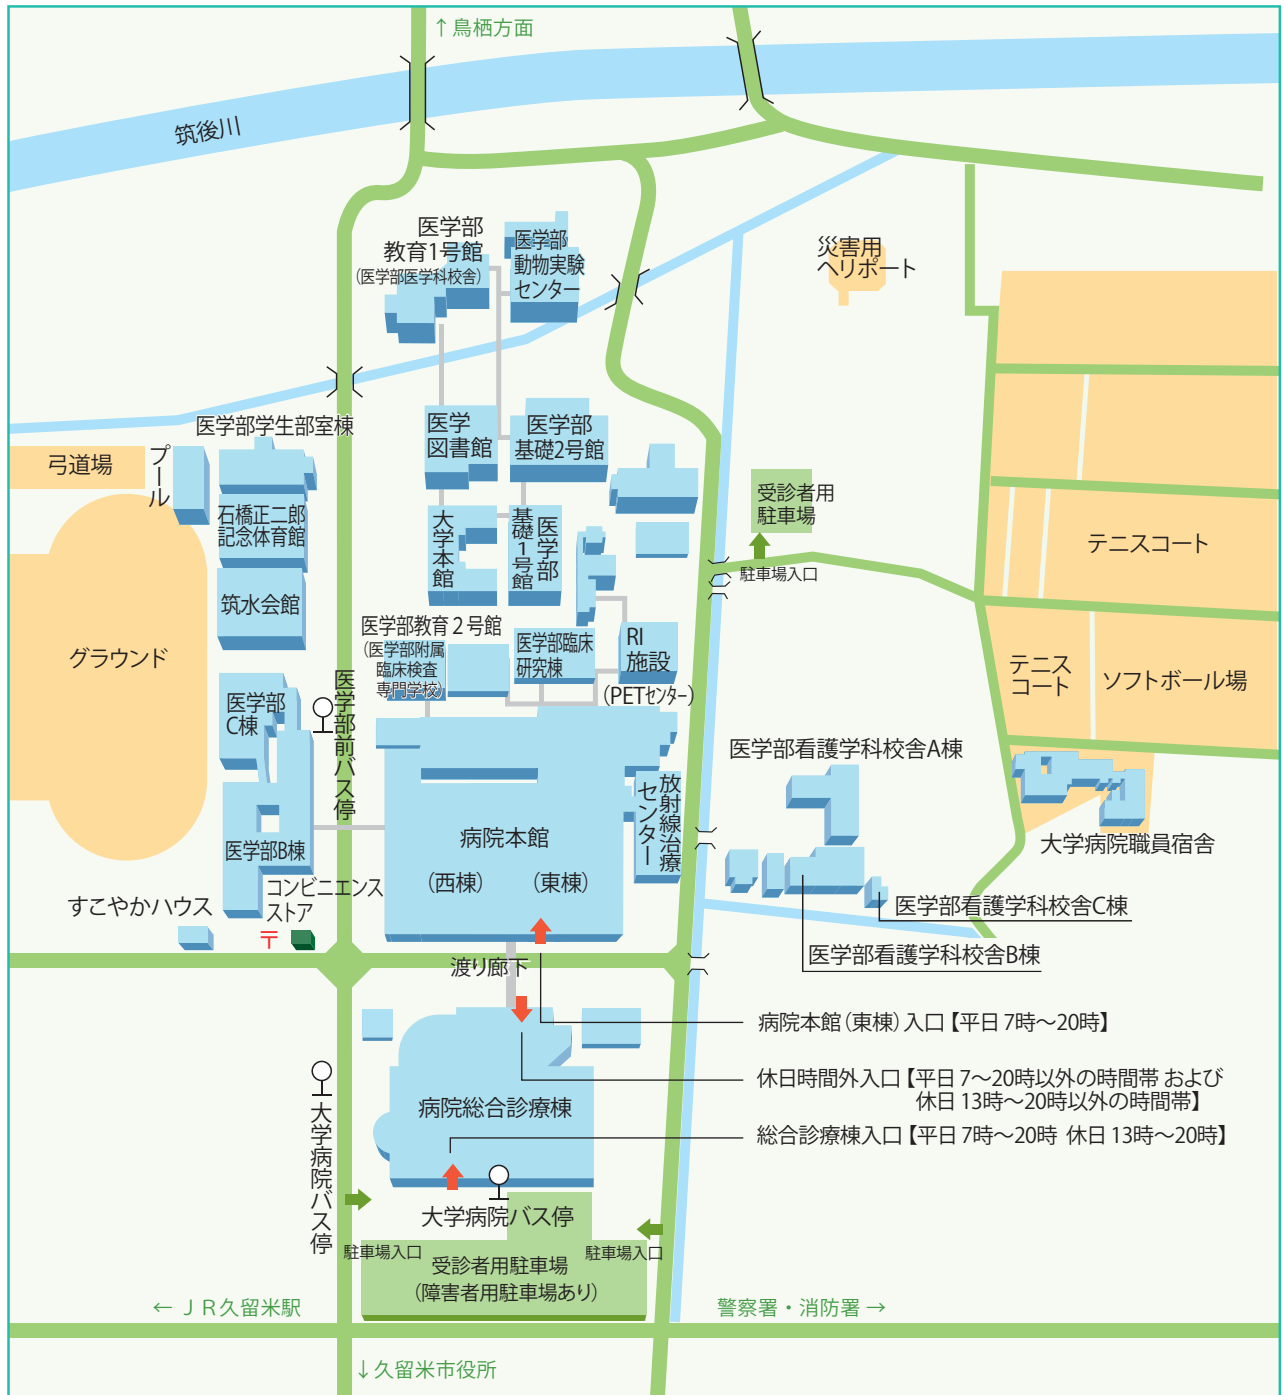 ↑鳥栖方面
筑後川
医学部
教育1号館
（医学部医学科校舎）
医学部
動物実験
センター
災害用
ヘリポート
医学部学生部室棟
弓道場
プール
石橋正二郎
記念体育館
筑水会館
グラウンド
医学
図書館
医学部
基礎2号館
大学本館
医学部
基礎1号館
受診者用
駐車場
駐車場入口
テニスコート
テニス
コート
ソフトボール場
医学部教育２号館
（医学部附属
臨床検査
専門学校）
医学部臨床
研究棟
RI
施設
（PETセンター）
医学部
C棟
医学部前バス停
医学部B棟
病院本館
（西棟）
（東棟）
放射線治療
センター
医学部看護学科校舎A棟
大学病院職員宿舎
医学部看護学科校舎C棟
医学部看護学科校舎B棟
すこやかハウス
コンビニエンス
ストア
〒
渡り廊下
病院本館（東棟）入口【平日 7時〜20時】
休日時間外入口【平日 7〜20時以外の時間帯 および
休日 13時〜20時以外の時間帯】
病院総合診療棟
総合診療棟入口【平日 7時〜20時 休日 13時〜20時】
大学病院バス停
大学病院バス停
駐車場入口
駐車場入口
受診者用駐車場
（障害者用駐車場あり）
← ＪＲ久留米駅
警察署・消防署 →
↓久留米市役所